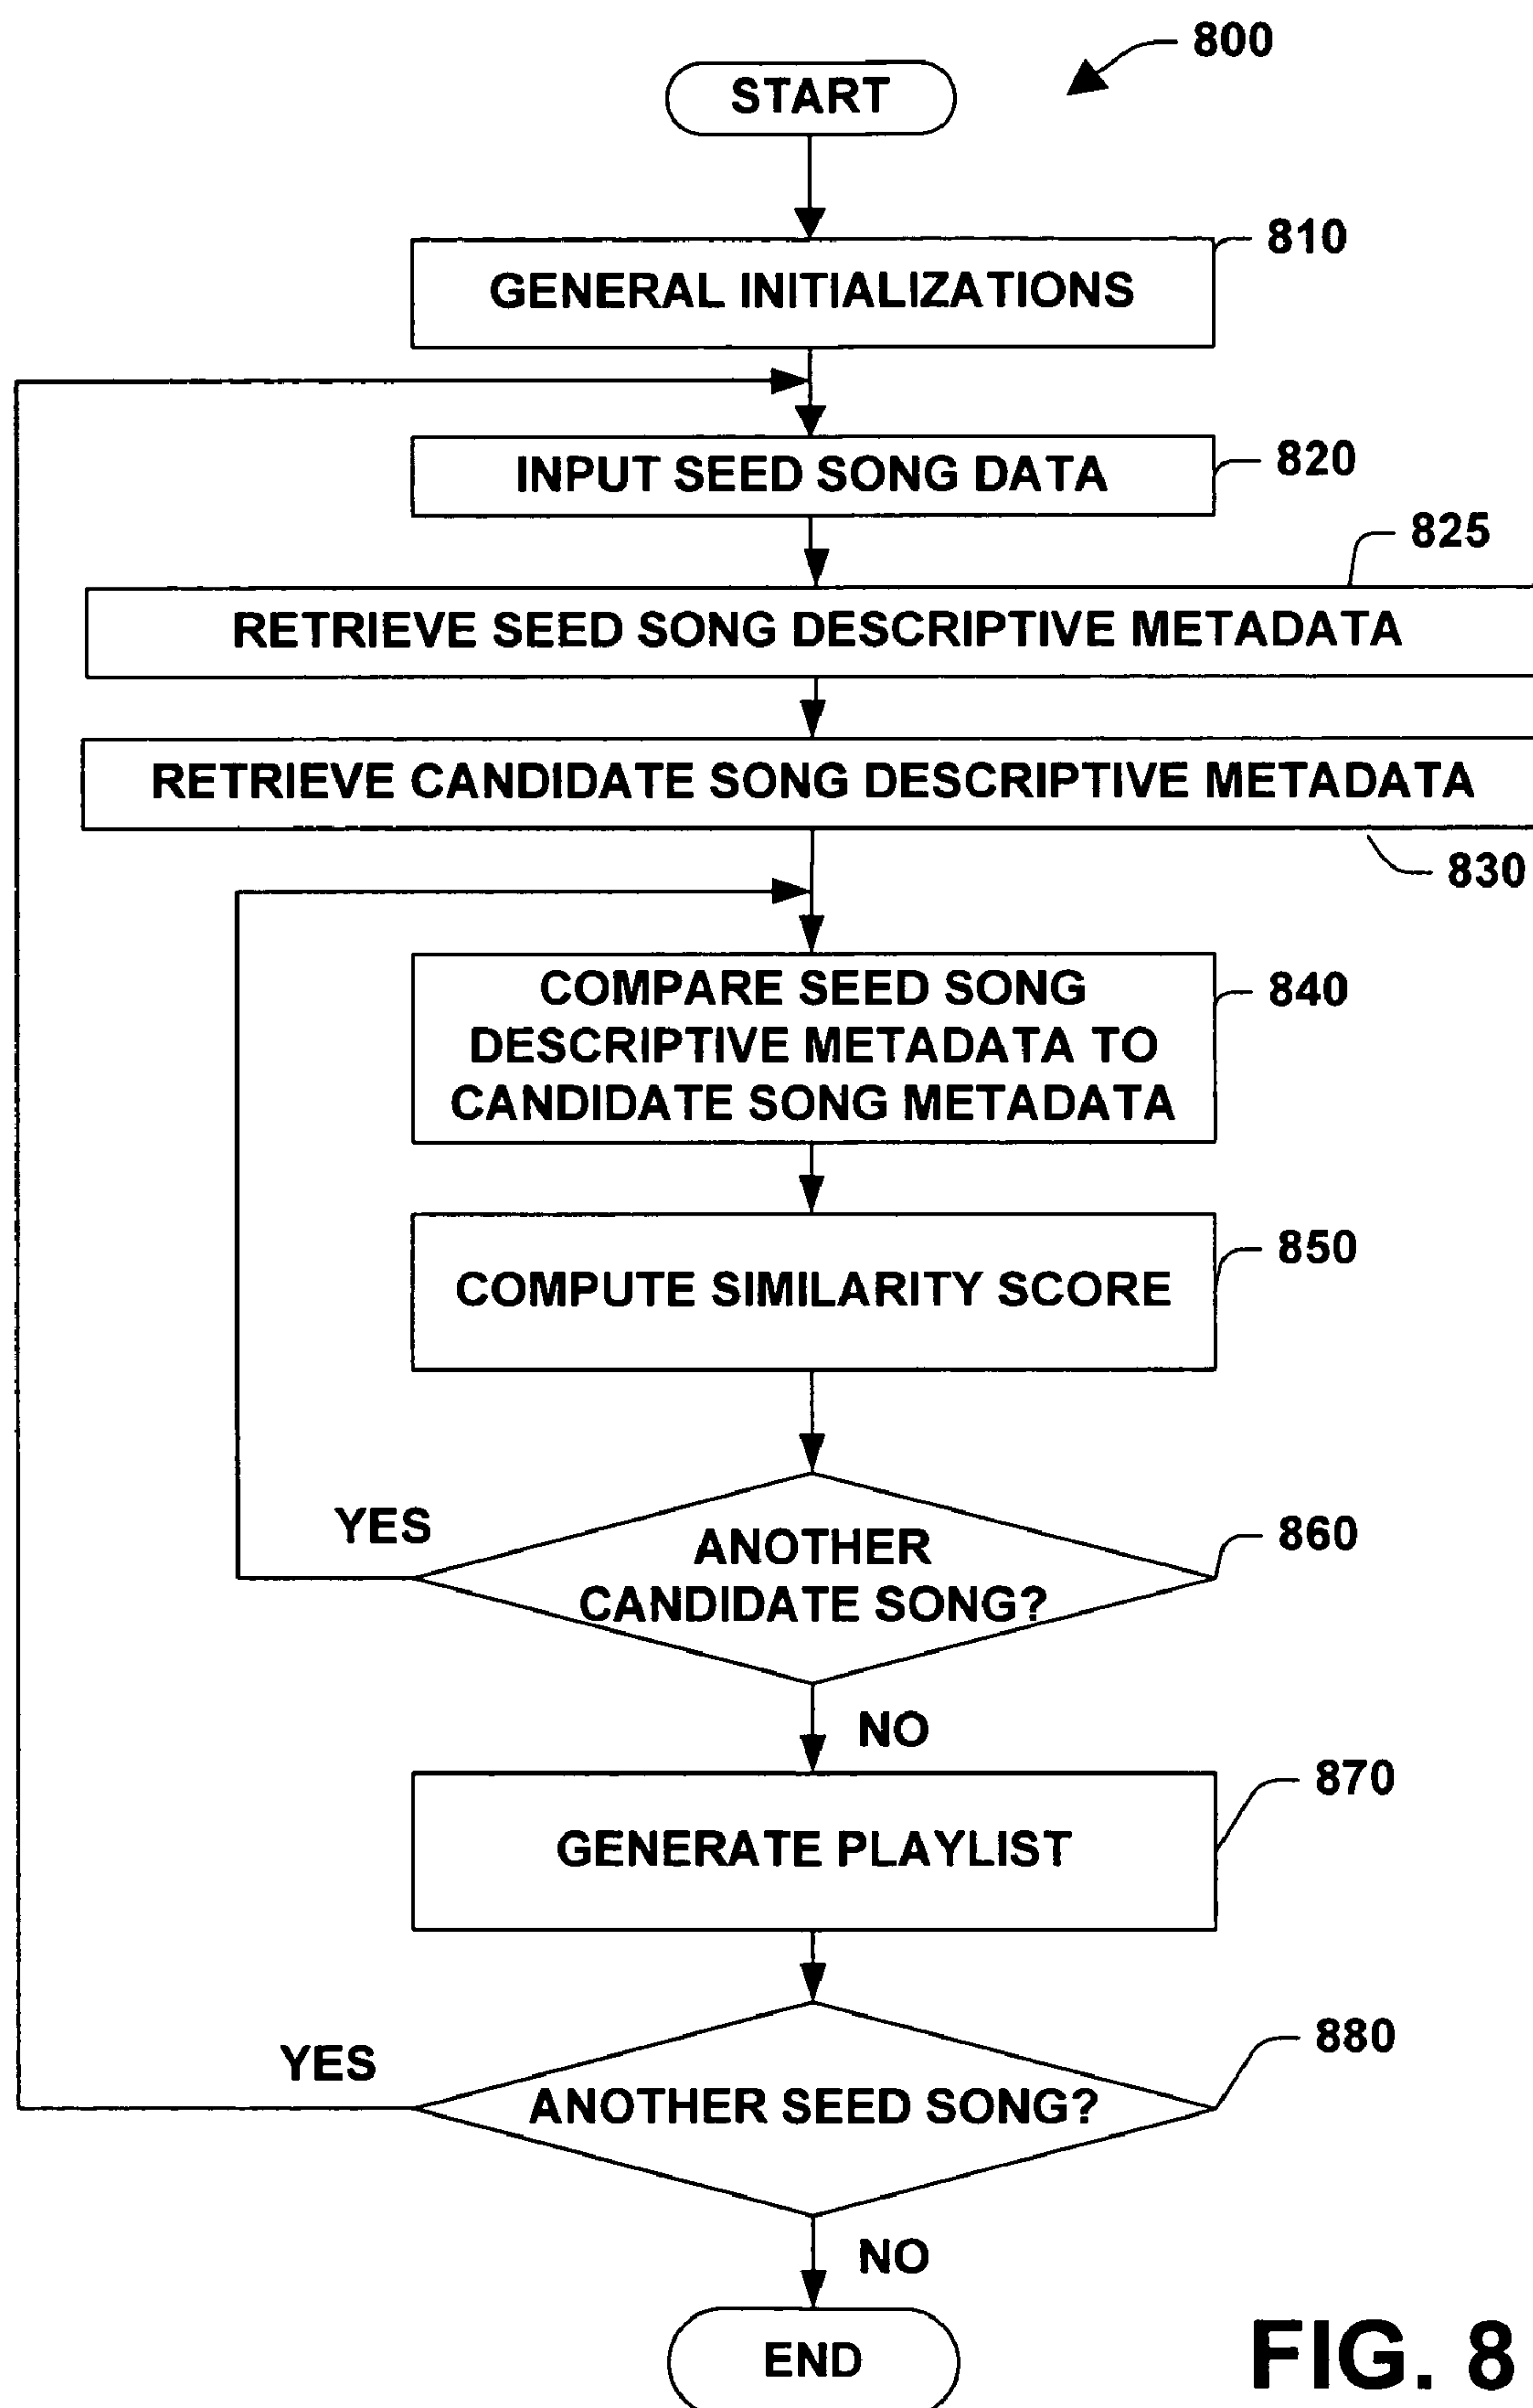 800
START
810
GENERAL INITIALIZATIONS
820
INPUT SEED SONG DATA
825
RETRIEVE SEED SONG DESCRIPTIVE METADATA
RETRIEVE CANDIDATE SONG DESCRIPTIVE METADATA
830
COMPARE SEED SONG
DESCRIPTIVE METADATA TO
CANDIDATE SONG METADATA
840
850
COMPUTE SIMILARITY SCORE
YES
860
ANOTHER
CANDIDATE SONG?
NO
870
GENERATE PLAYLIST
880
YES
ANOTHER SEED SONG?
NO
END
FIG. 8